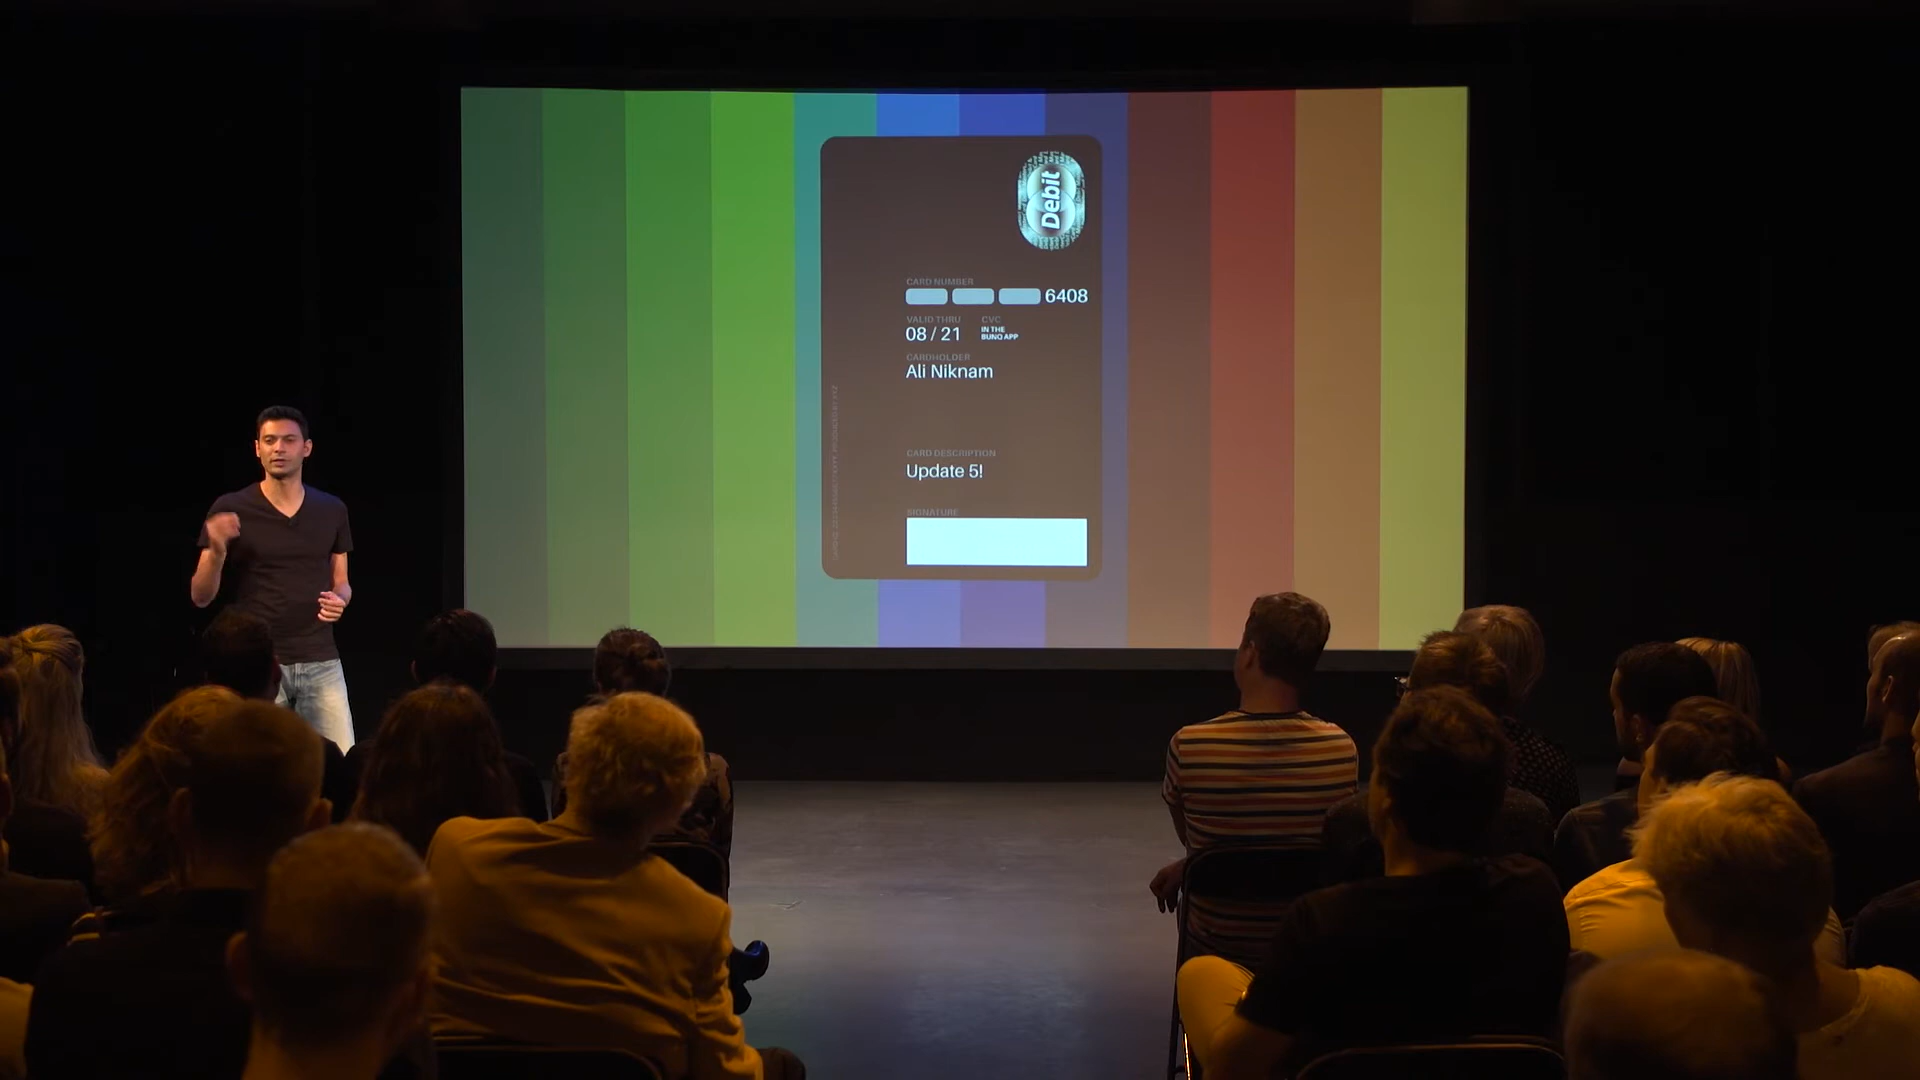 Debit
CARD NUMBER
6408
VALID THRU CVC
08 / 21 IN THE
BUNQ APP
CARDHOLDER
Ali Niknam
CARD DESCRIPTION
Update 5!
SIGNATURE